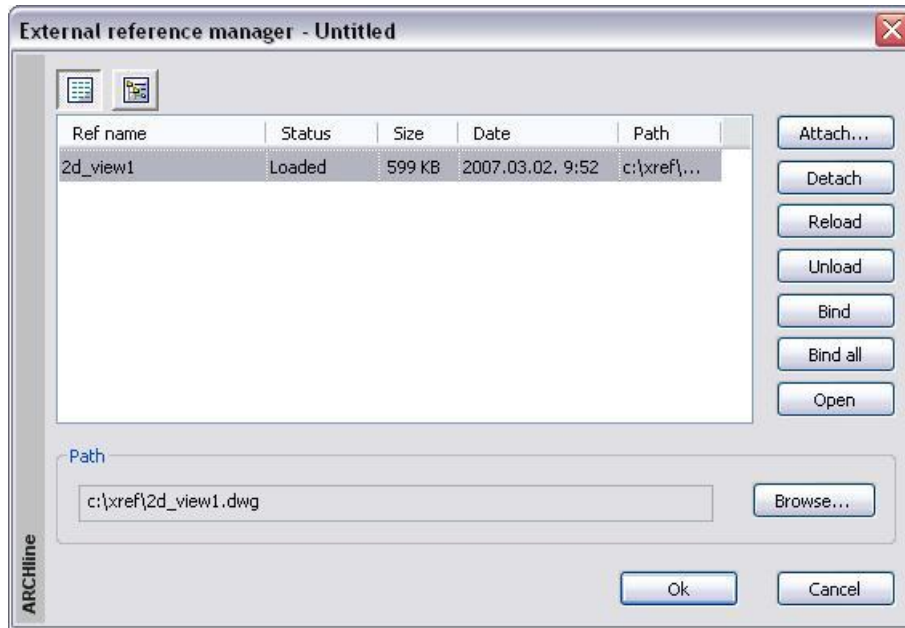 External reference manager - Untitled
Ref name Status Size Date Path
2d_view1 Loaded 599 KB 2007.03.02. 9:52 c:\xref\...
Attach...
Detach
Reload
Unload
Bind
Bind all
Open
Path
c:\xref\2d_view1.dwg
Browse...
ARCHline
Ok
Cancel